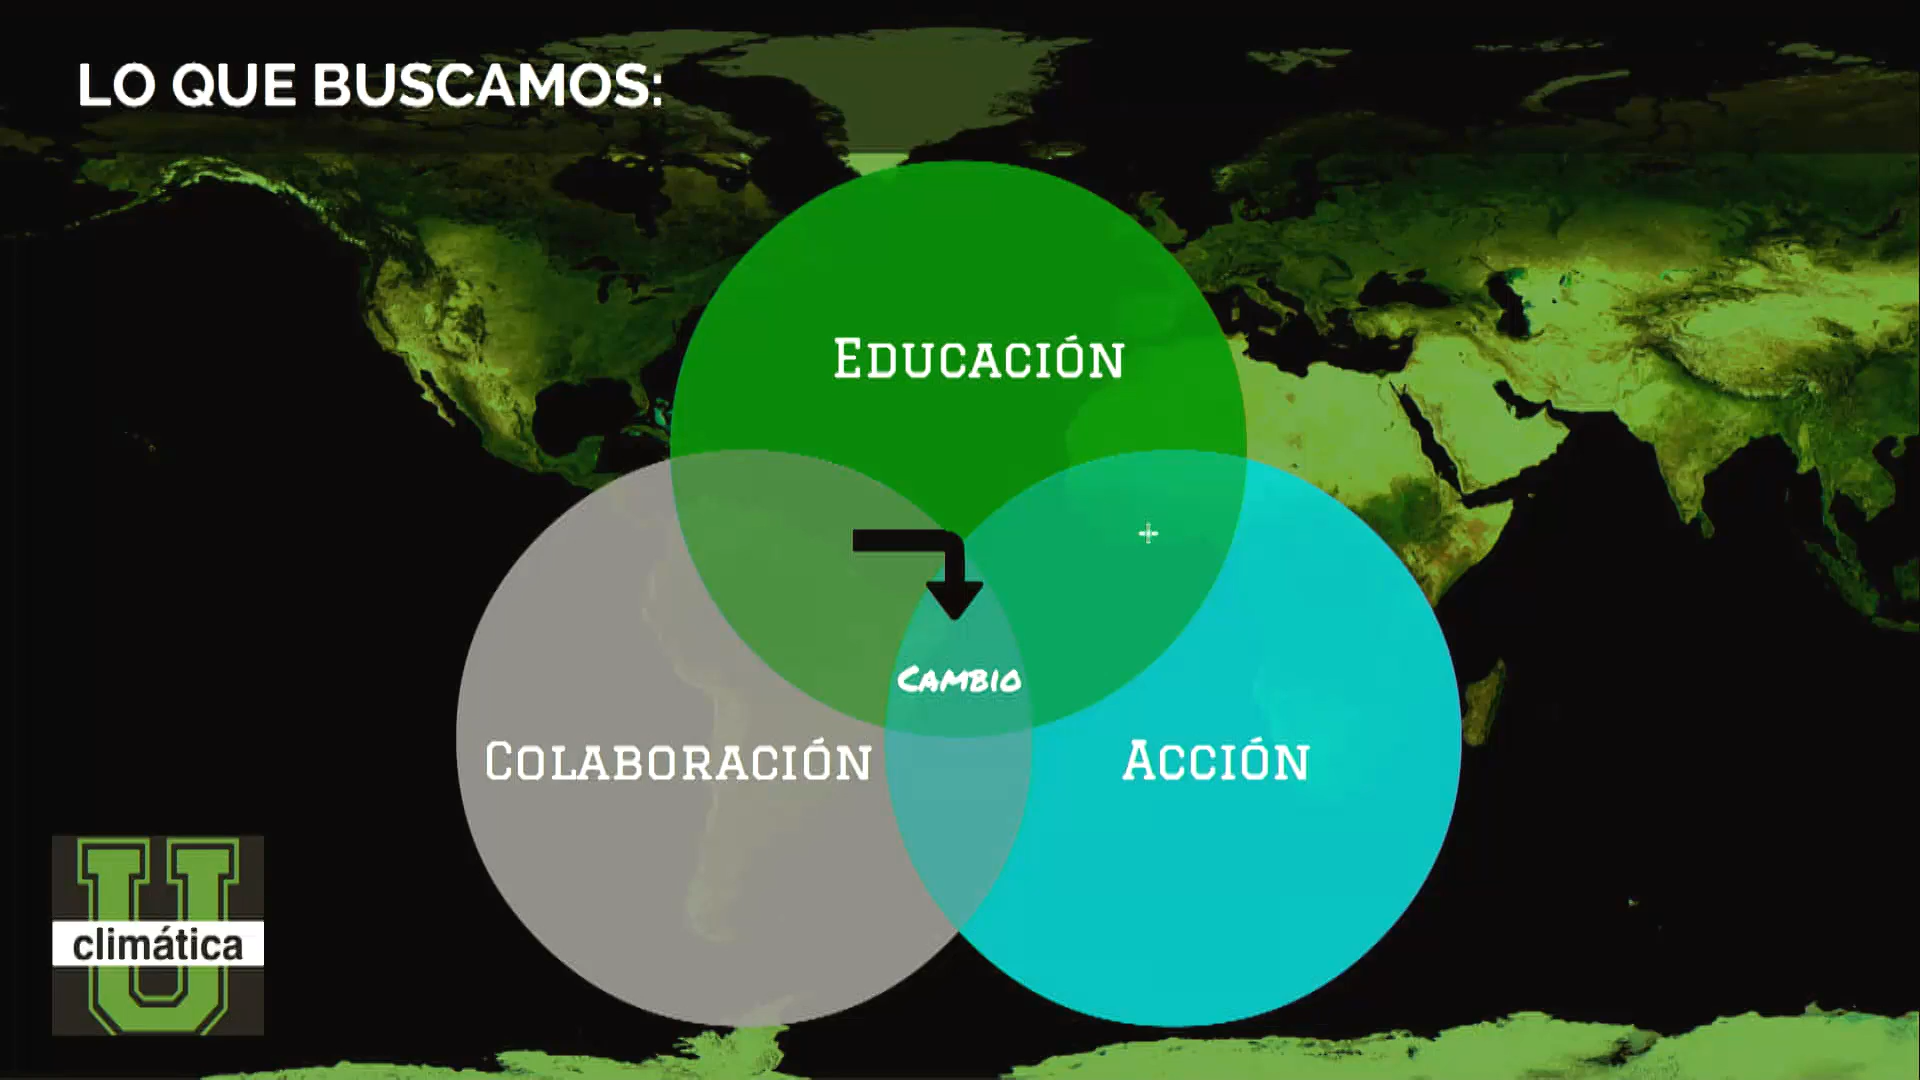 LO QUE BUSCAMOS:
EDUCACIÓN
CAMBIO
COLABORACIÓN
ACCIÓN
U
climática